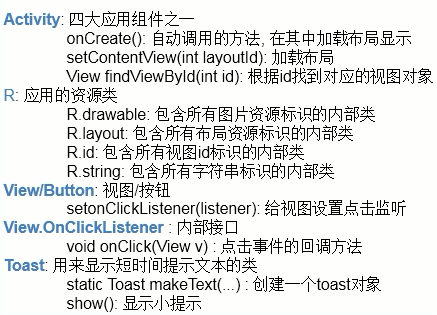 Activity: 四大应用组件之一
onCreate(): 自动调用的方法, 在其中加载布局显示
setContentView(int layoutId): 加载布局
View findViewById(int id): 根据id找到对应的视图对象
R: 应用的资源类
R.drawable: 包含所有图片资源标识的内部类
R.layout: 包含所有布局资源标识的内部类
R.id: 包含所有视图id标识的内部类
R.string: 包含所有字符串标识的内部类
View/Button: 视图/按钮
setonClickListener(listener): 给视图设置点击监听
View.OnClickListener : 内部接口
void onClick(View v) : 点击事件的回调方法
Toast: 用来显示短时间提示文本的类
static Toast makeText(...) : 创建一个toast对象
show(): 显示小提示